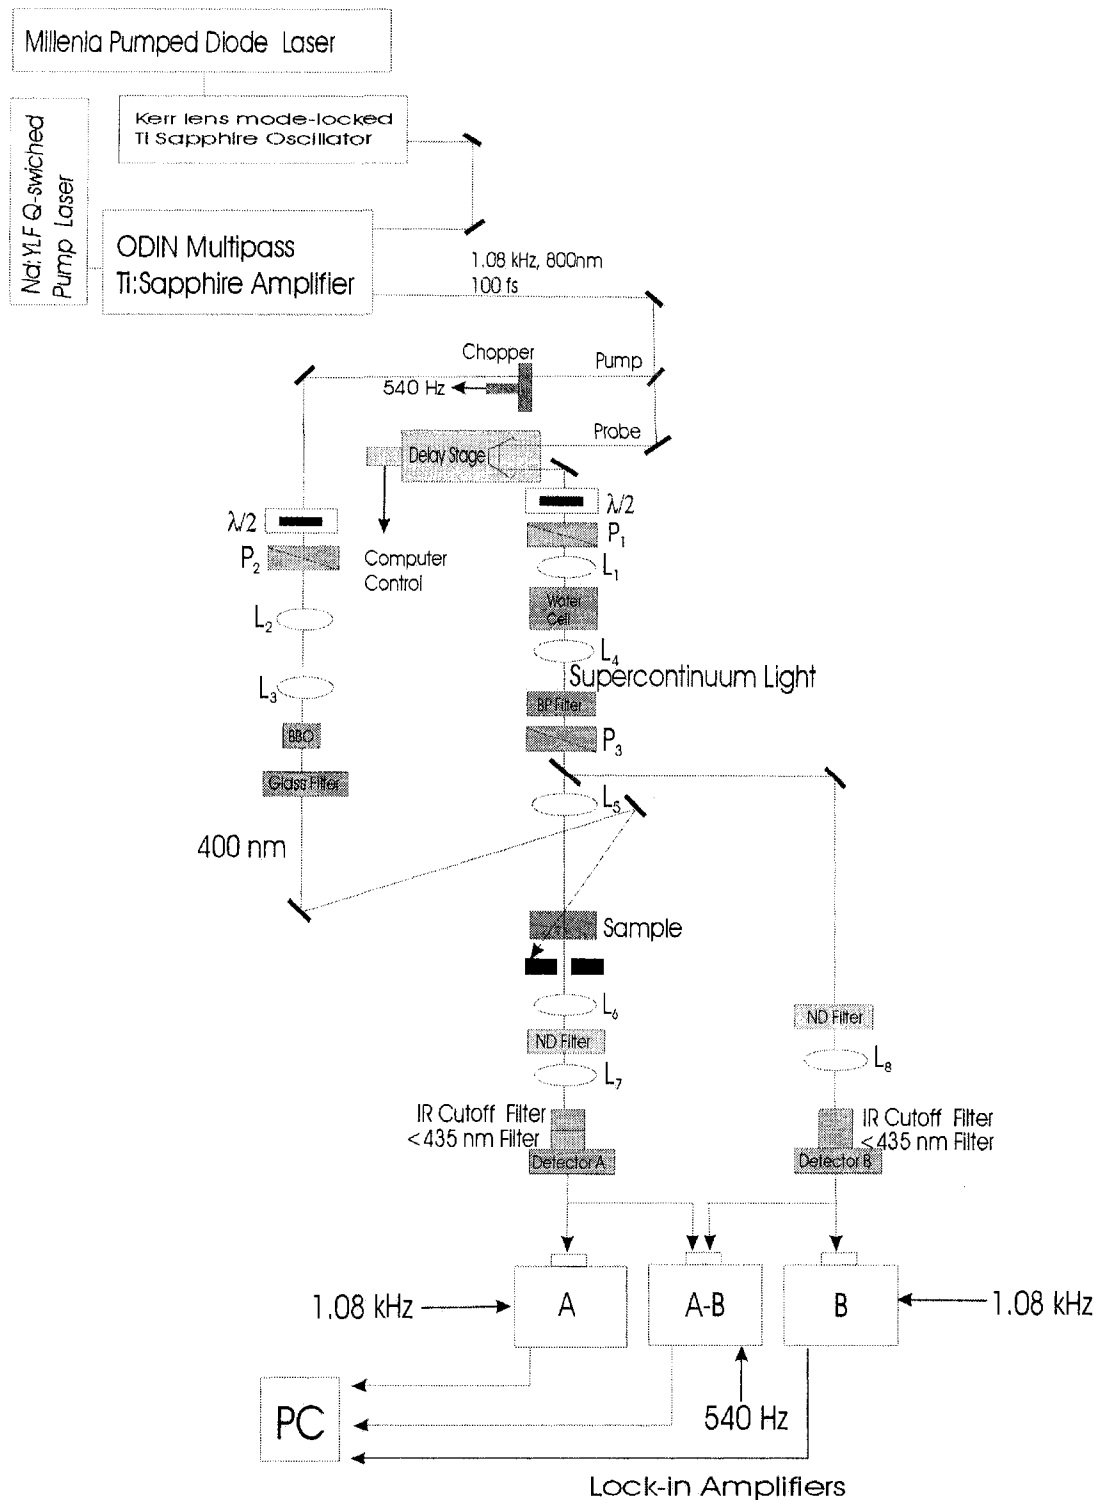 Millenia Pumped Diode Laser
Kerr lens mode-locked
Ti Sapphire Oscillator
Nd:YLF Q-swiched
Pump Laser
ODIN Multipass
Ti:Sapphire Amplifier
1.08 kHz, 800nm
100 fs
Chopper
Pump
540 Hz
Probe
Delay Stage
λ/2
P1
L1
Computer
Control
λ/2
P2
Water
Cell
L2
L4
Supercontinuum Light
L3
BP Filter
BBO
P3
Glass Filter
L5
400 nm
Sample
L6
ND Filter
ND Filter
L7
L8
IR Cutoff Filter
<435 nm Filter
IR Cutoff Filter
<435 nm Filter
Detector A
Detector B
1.08 kHz
A
A-B
B
1.08 kHz
PC
540 Hz
Lock-in Amplifiers